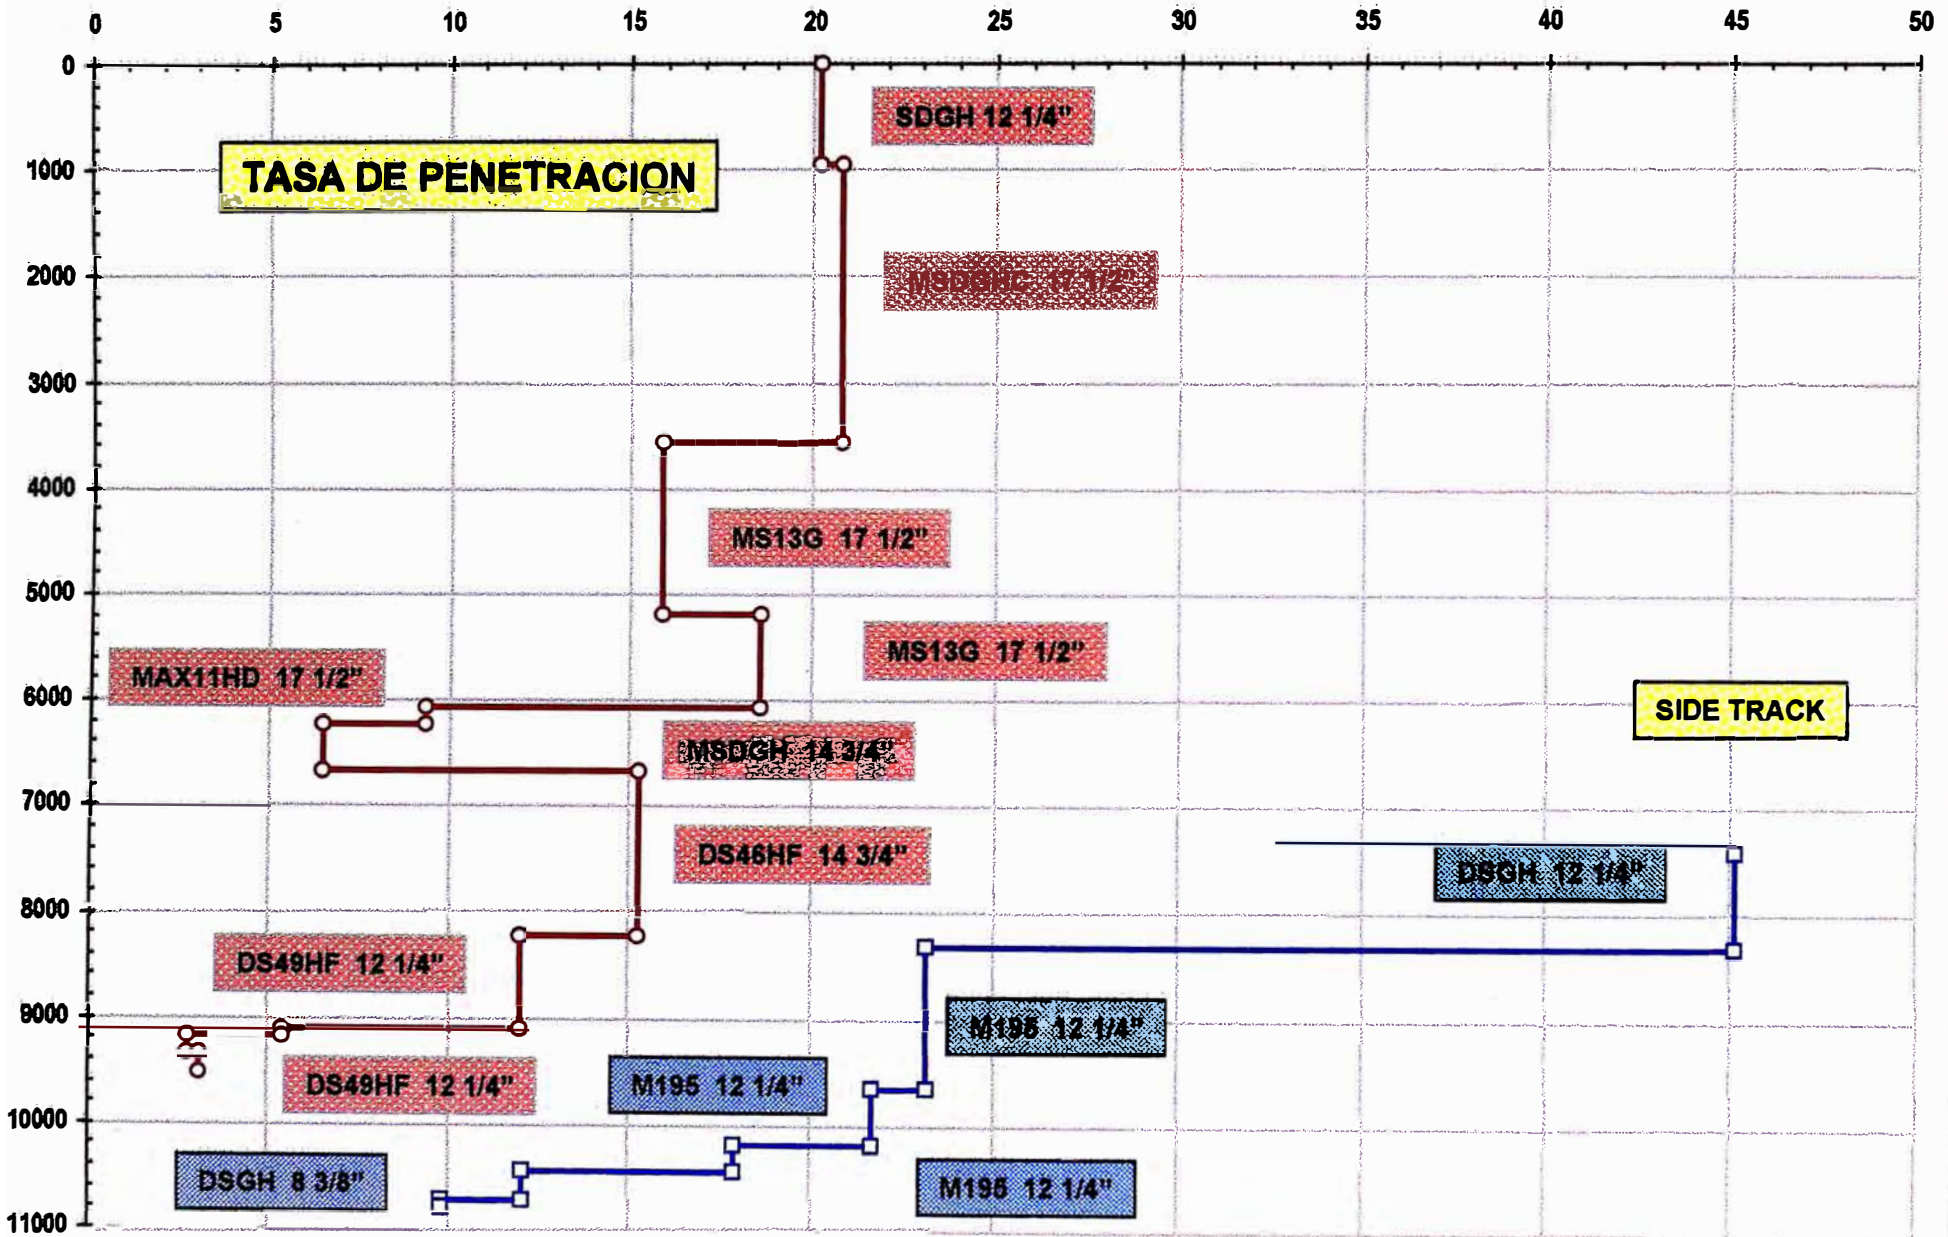 0 5 10 15 20 25 30 35 40 45 50
0
SDGH 12 1/4"
1000
TASA DE PENETRACION
2000
MSDGHC 17 1/2"
3000
4000
MS13G 17 1/2"
5000
MS13G 17 1/2"
MAX11HD 17 1/2"
6000
SIDE TRACK
MSDGH 14 3/4"
7000
DS46HF 14 3/4"
DSGH 12 1/4"
8000
DS49HF 12 1/4"
9000
M195 12 1/4"
DS49HF 12 1/4"
M195 12 1/4"
10000
DSGH 8 3/8"
M195 12 1/4"
11000